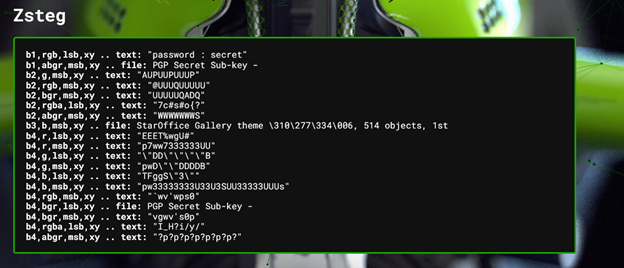 Zsteg
b1,rgb,lsb,xy .. text: "password : secret"
b1,abgr,msb,xy .. file: PGP Secret Sub-key -
b2,g,msb,xy .. text: "AUPUUPUUUP"
b2,rgb,msb,xy .. text: "@UUUQUUUUU"
b2,bgr,msb,xy .. text: "UUUUUQADQ"
b2,rgba,lsb,xy .. text: "7c#s#o{?"
b2,abgr,msb,xy .. text: "WWWWWWWS"
b3,b,msb,xy .. file: StarOffice Gallery theme \310\277\334\006, 514 objects, 1st
b4,r,lsb,xy .. text: "EEET%wgU#"
b4,r,msb,xy .. text: "p7ww7333333UU"
b4,g,lsb,xy .. text: "\"DD\"\"\"\"B"
b4,g,msb,xy .. text: "pwD\"\"DDDDB"
b4,b,lsb,xy .. text: "TFggS\"3\""
b4,b,msb,xy .. text: "pw33333333U33U3SUU33333UUUs"
b4,rgb,msb,xy .. text: "`wv'wps0"
b4,bgr,lsb,xy .. file: PGP Secret Sub-key -
b4,bgr,msb,xy .. text: "vgwv's0p"
b4,rgba,lsb,xy .. text: "I_H?i/y/"
b4,abgr,msb,xy .. text: "?p?p?p?p?p?p?p?"